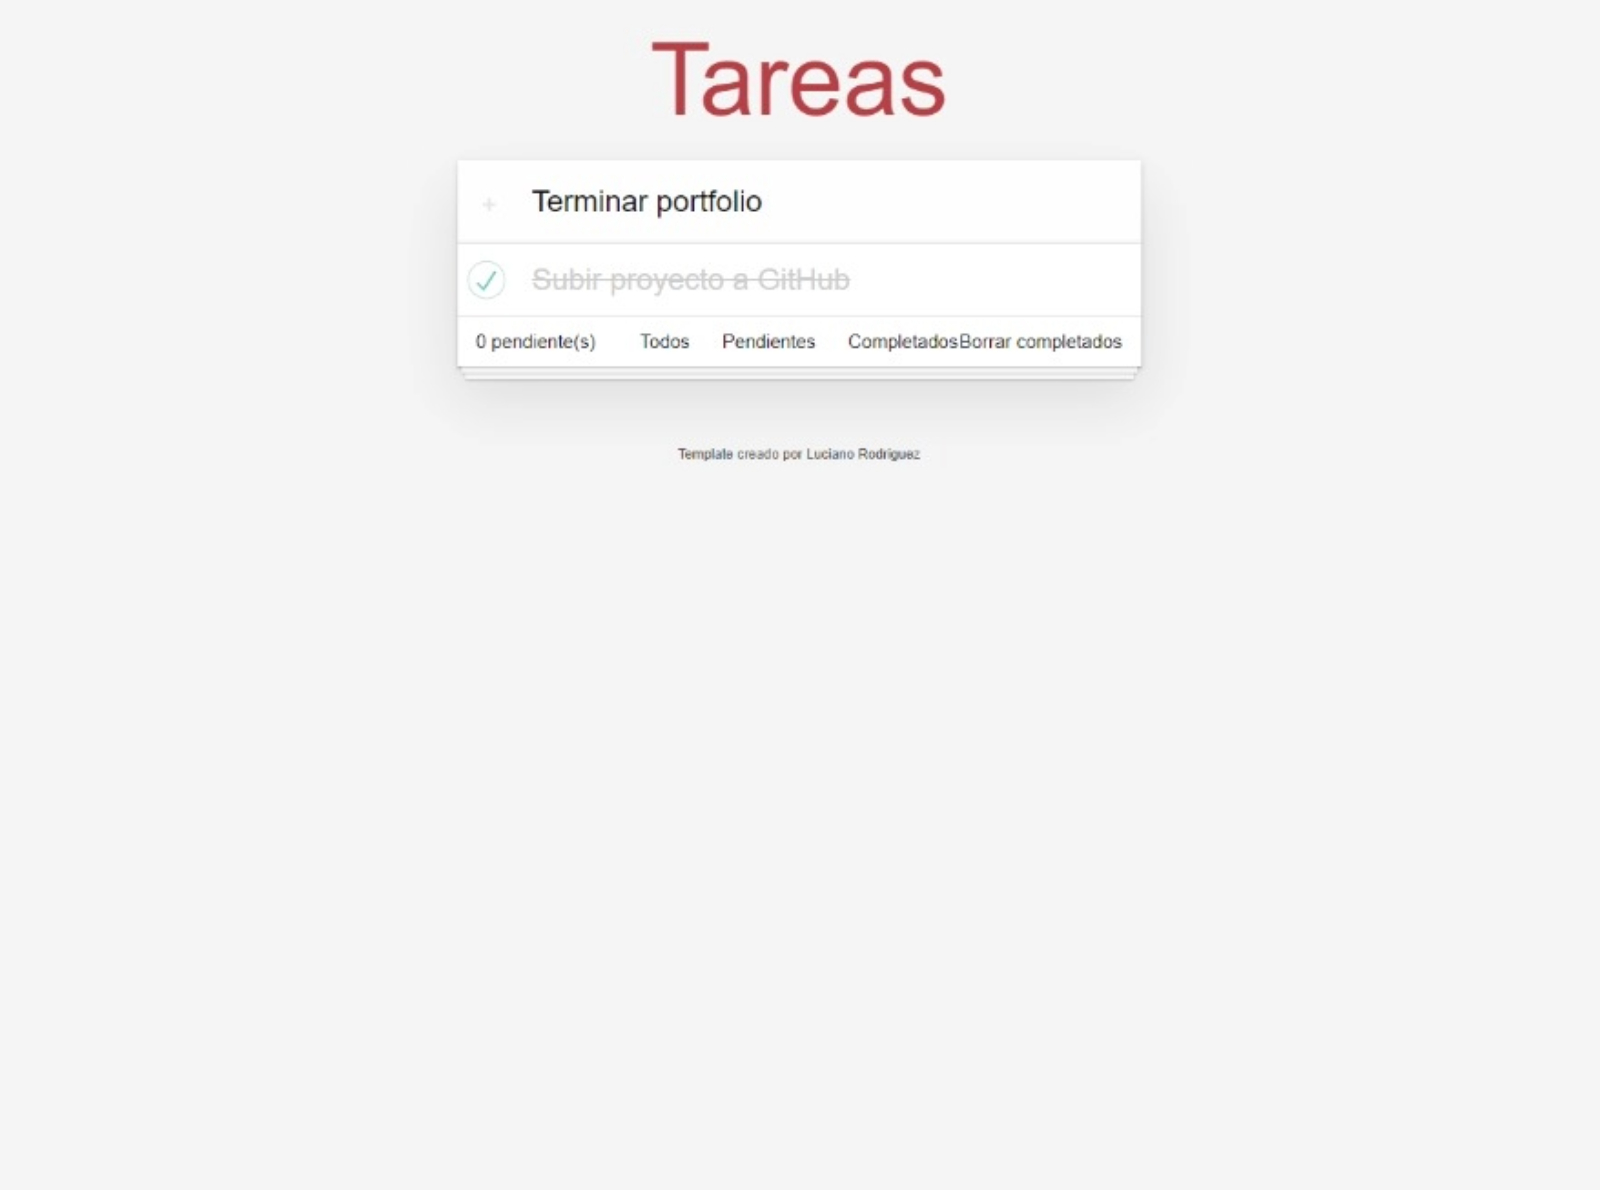 Tareas
+ Terminar portfolio
Subir proyecto a GitHub
0 pendiente(s) Todos Pendientes Completados Borrar completados
Template creado por Luciano Rodriguez